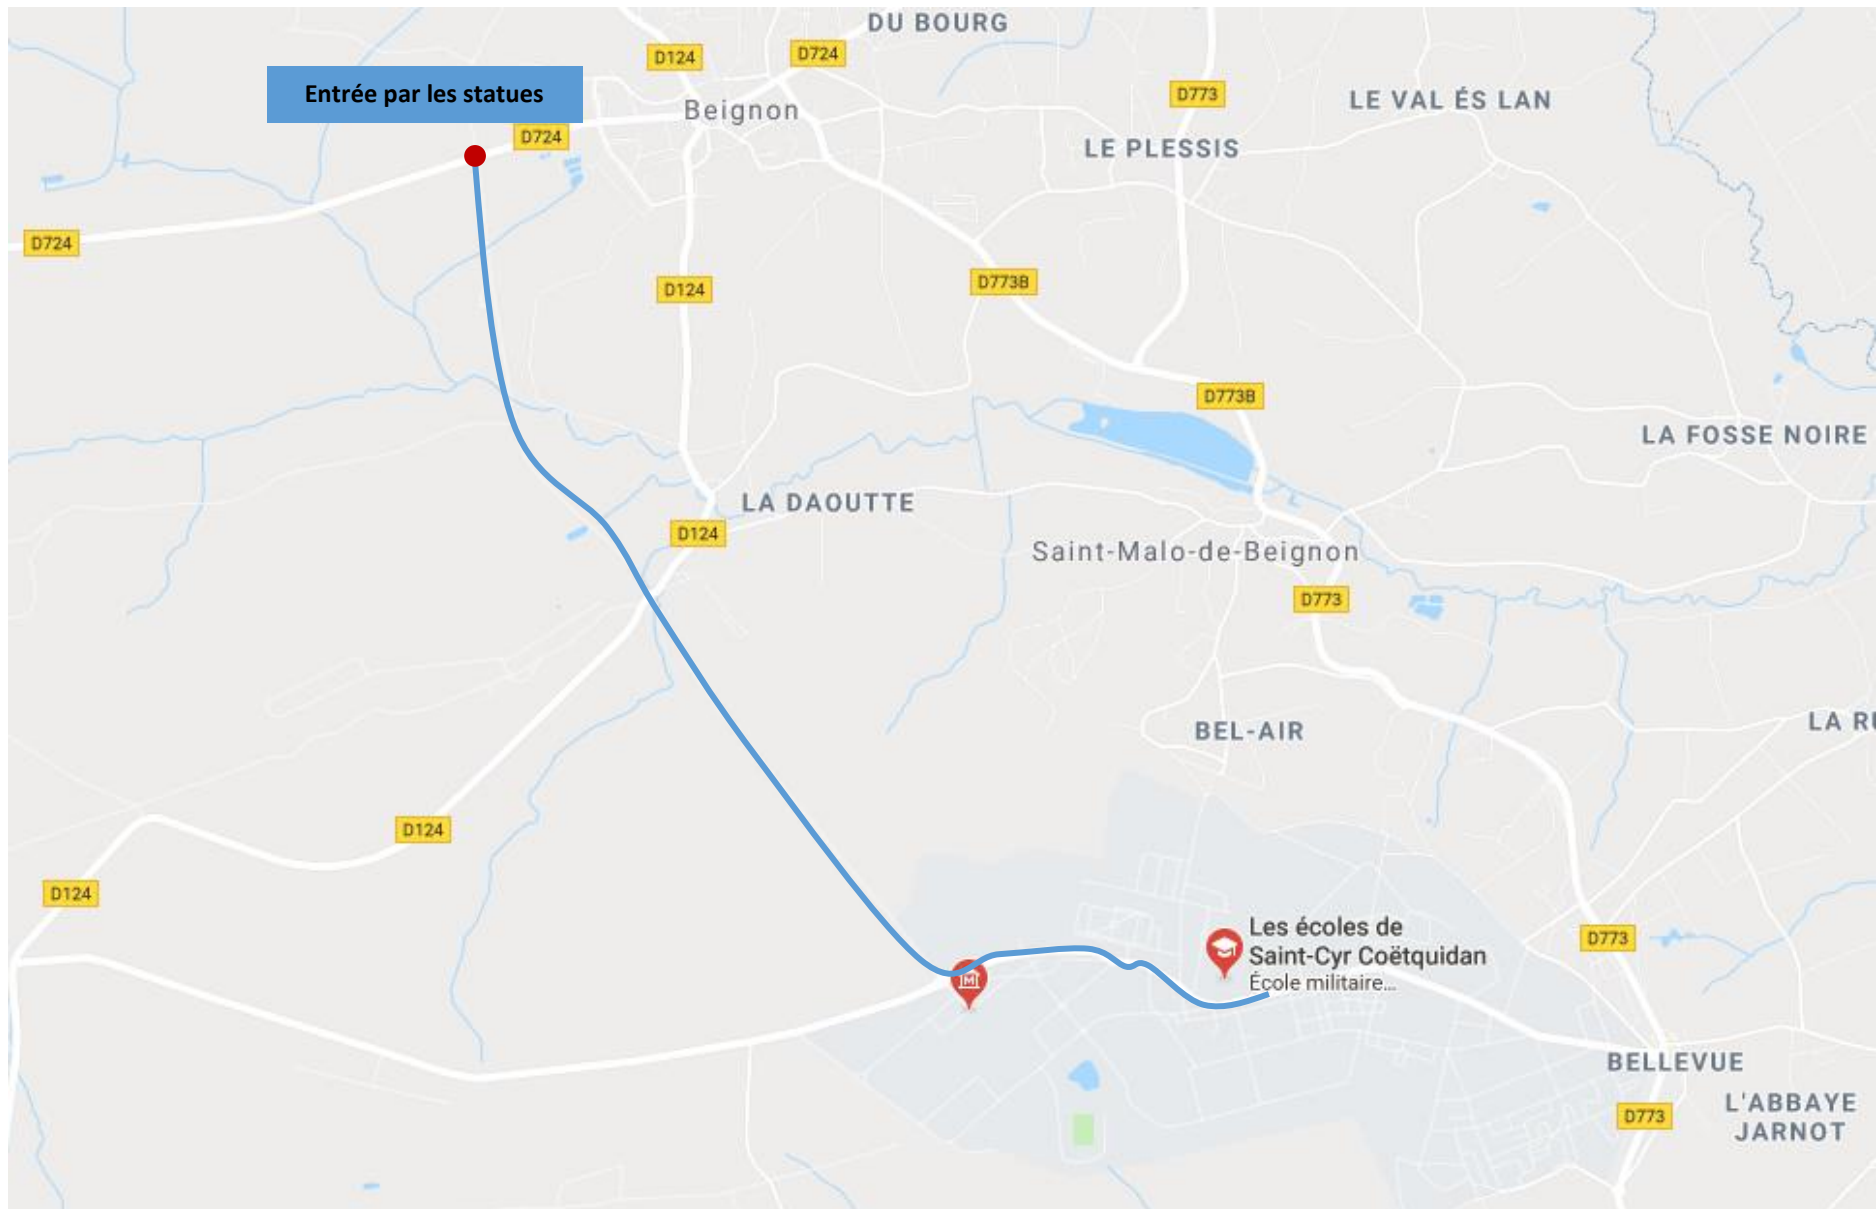 DU BOURG
D124
D724
Entrée par les statues
D773
LE VAL ÉS LAN
Beignon
D724
LE PLESSIS
D724
D124
D773B
D773B
LA FOSSE NOIRE
LA DAOUTTE
D124
Saint-Malo-de-Beignon
D773
LA RU
BEL-AIR
D124
D124
Les écoles de
Saint-Cyr Coëtquidan
École militaire...
D773
BELLEVUE
L'ABBAYE
JARNOT
D773